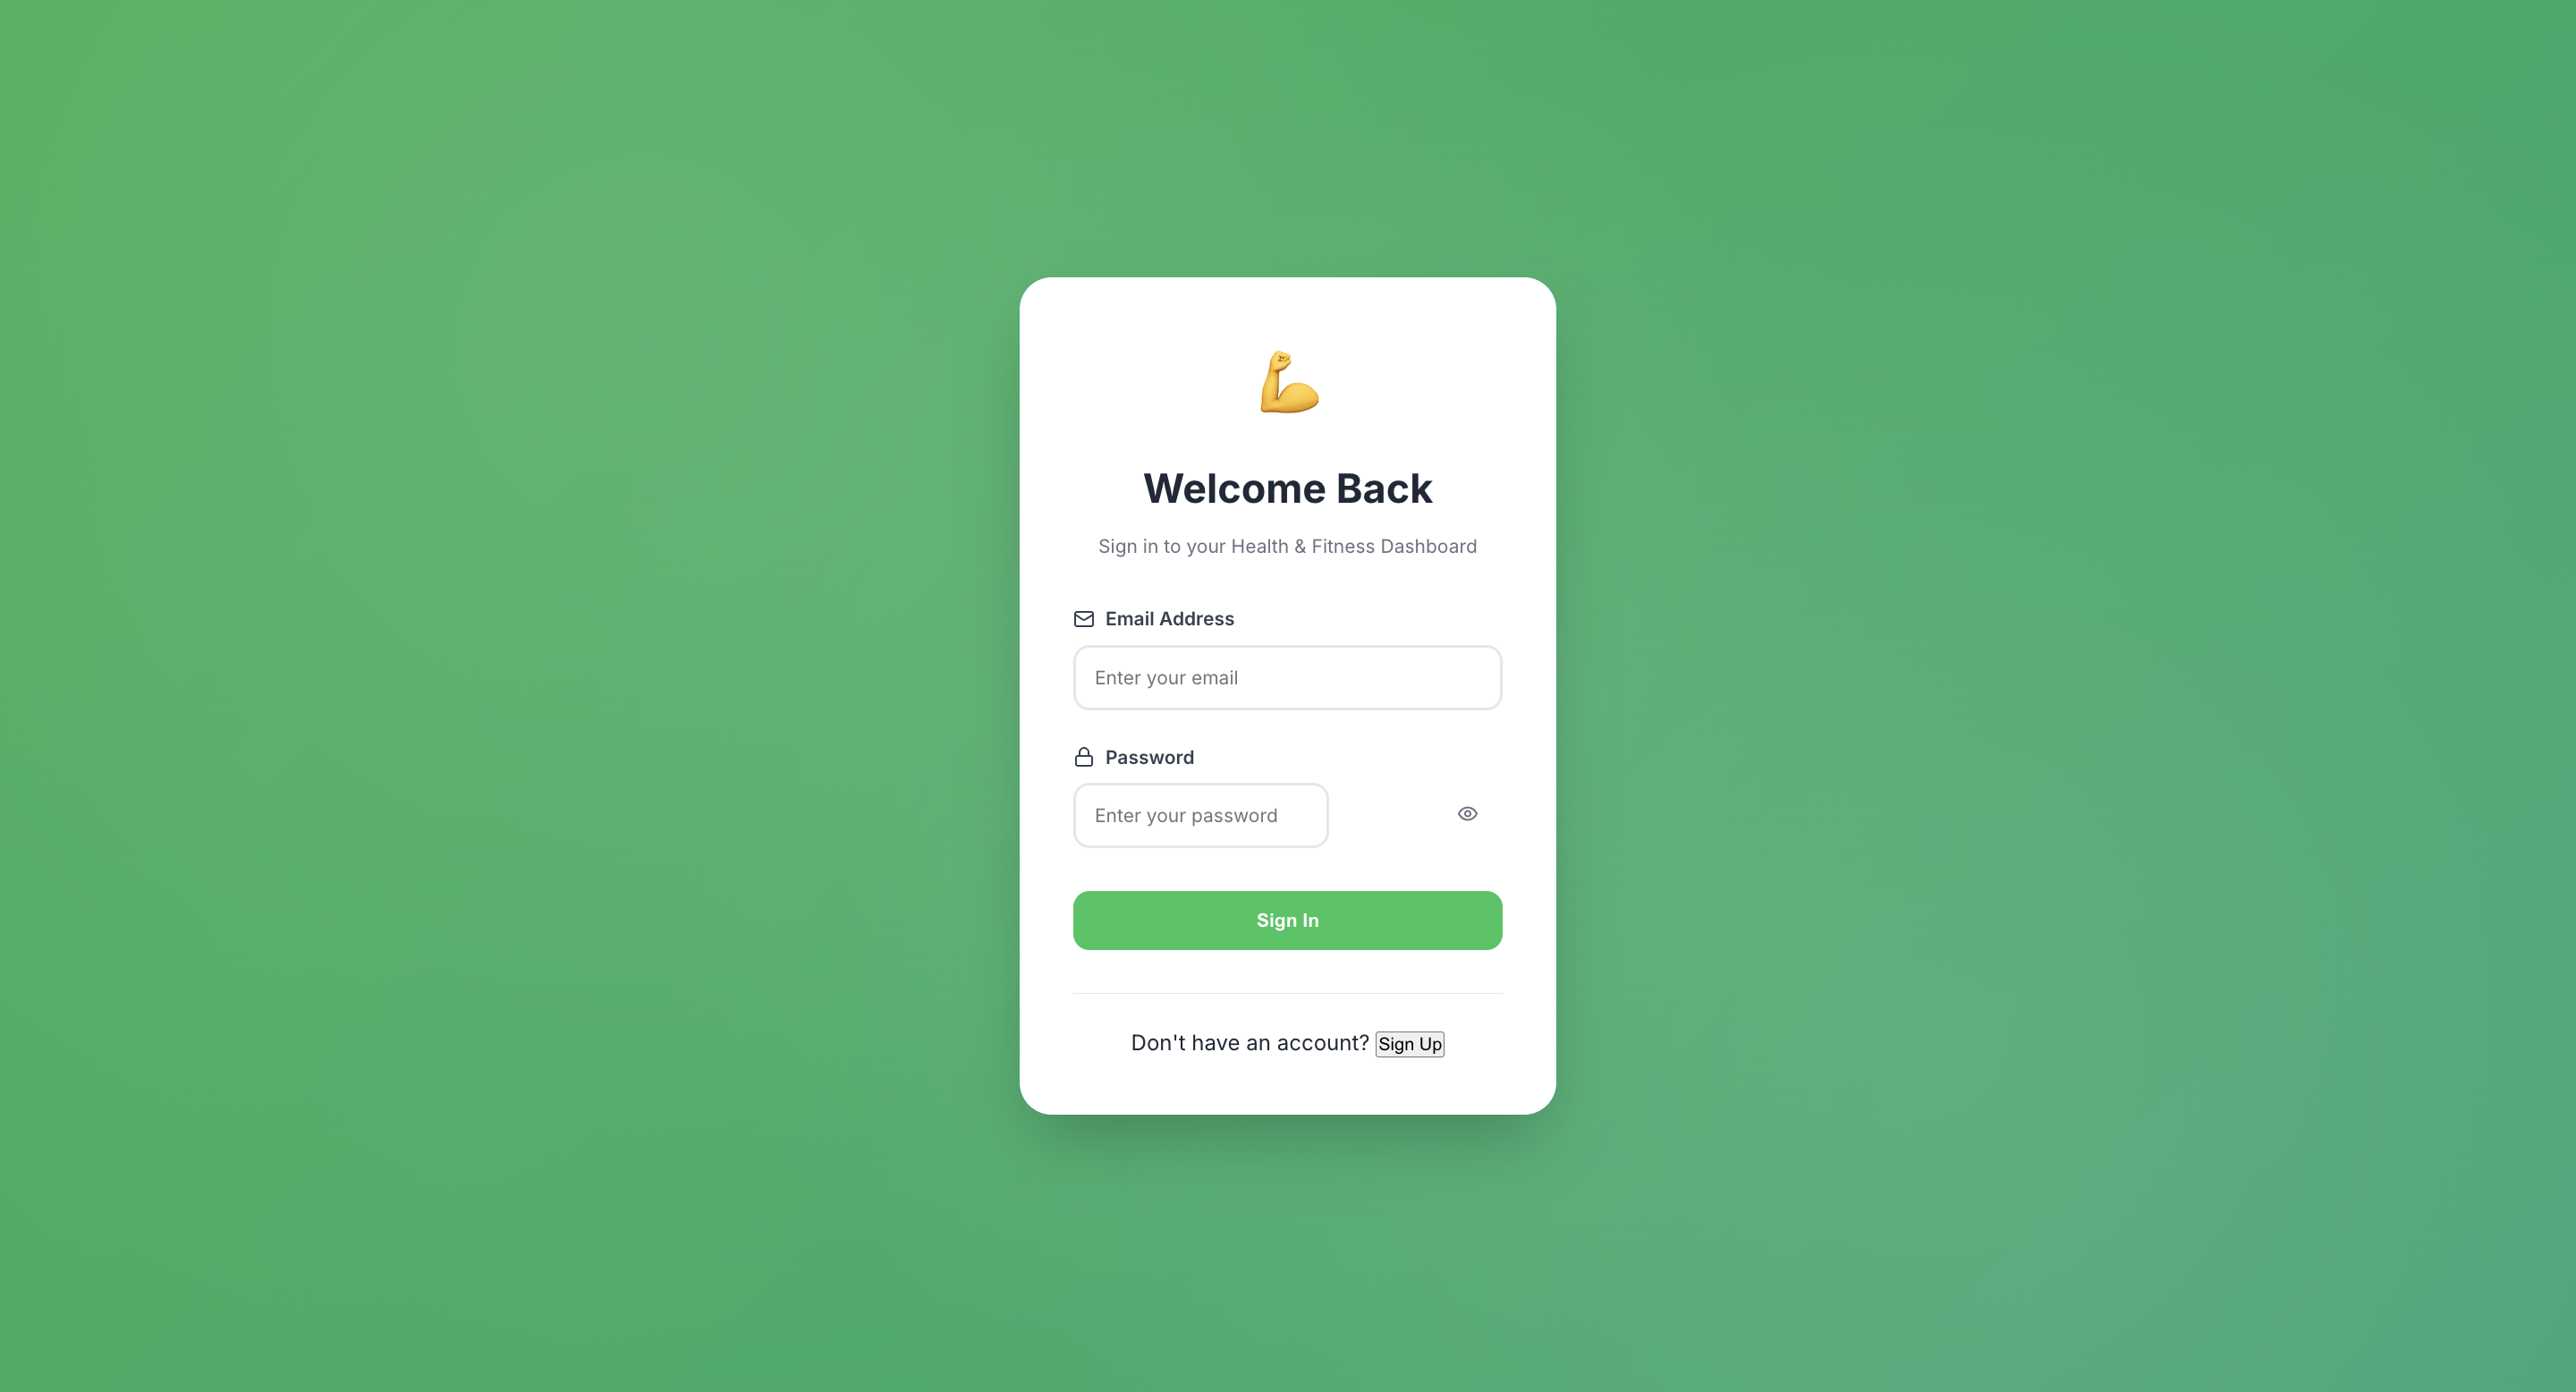 Welcome Back
Sign in to your Health & Fitness Dashboard
Email Address
Enter your email
Password
Enter your password
Sign In
Don't have an account? Sign Up